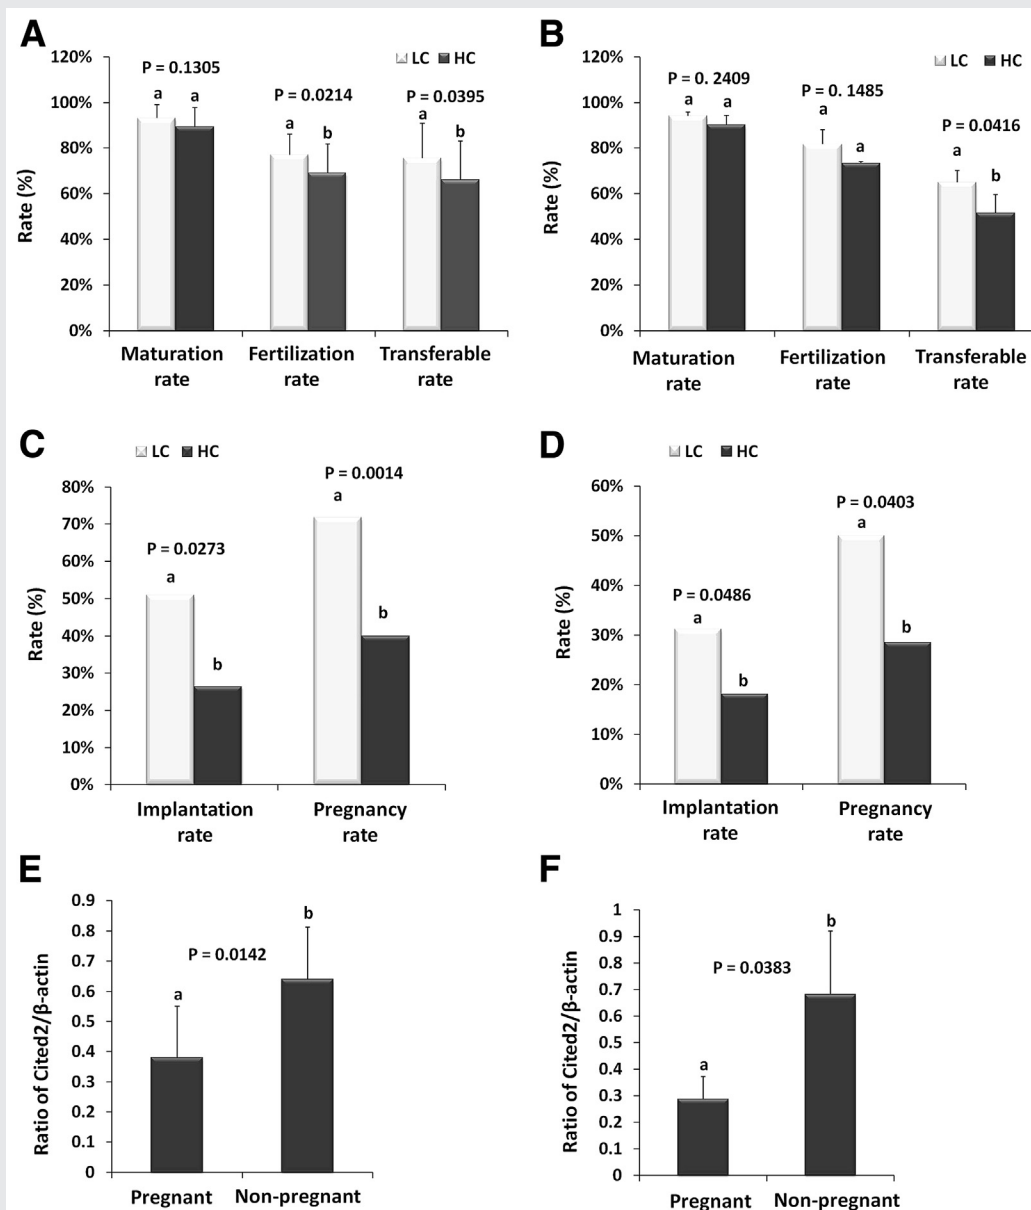 A
120%
100%
80%
60%
40%
20%
0%
Rate (%)
LC HC
P = 0.1305
a a
P = 0.0214
a b
P = 0.0395
a b
Maturation
rate
Fertilization
rate
Transferable
rate
B
120%
100%
80%
60%
40%
20%
0%
Rate (%)
LC HC
P = 0. 2409
a a
P = 0. 1485
a a
P = 0.0416
a b
Maturation
rate
Fertilization
rate
Transferable
rate
C
LC HC
80%
70%
60%
50%
40%
30%
20%
10%
0%
Rate (%)
P = 0.0273
a b
P = 0.0014
a b
Implantation
rate
Pregnancy
rate
D
LC HC
60%
50%
40%
30%
20%
10%
0%
Rate (%)
P = 0.0486
a b
P = 0.0403
a b
Implantation
rate
Pregnancy
rate
E
0.9
0.8
0.7
0.6
0.5
0.4
0.3
0.2
0.1
0
Ratio of Cited2/β-actin
P = 0.0142
a b
Pregnant Non-pregnant
F
1
0.9
0.8
0.7
0.6
0.5
0.4
0.3
0.2
0.1
0
Ratio of Cited2/β-actin
P = 0.0383
a b
Pregnant Non-pregnant